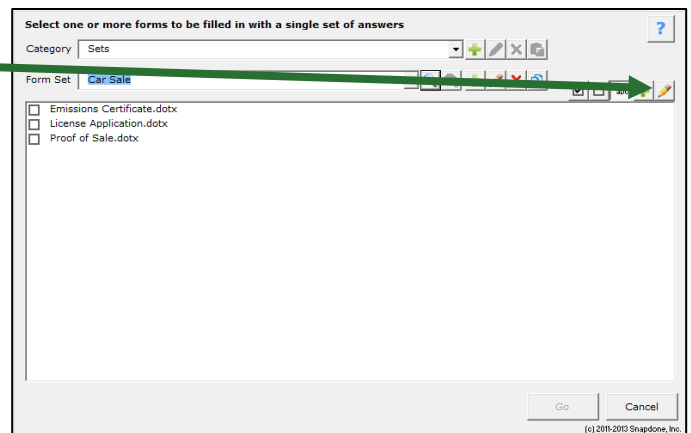 Select one or more forms to be filled in with a single set of answers
?
Category Sets
Form Set Car Sale
Emissions Certificate.dotx
License Application.dotx
Proof of Sale.dotx
Go Cancel
(c) 2011-2013 Snapdone, Inc.